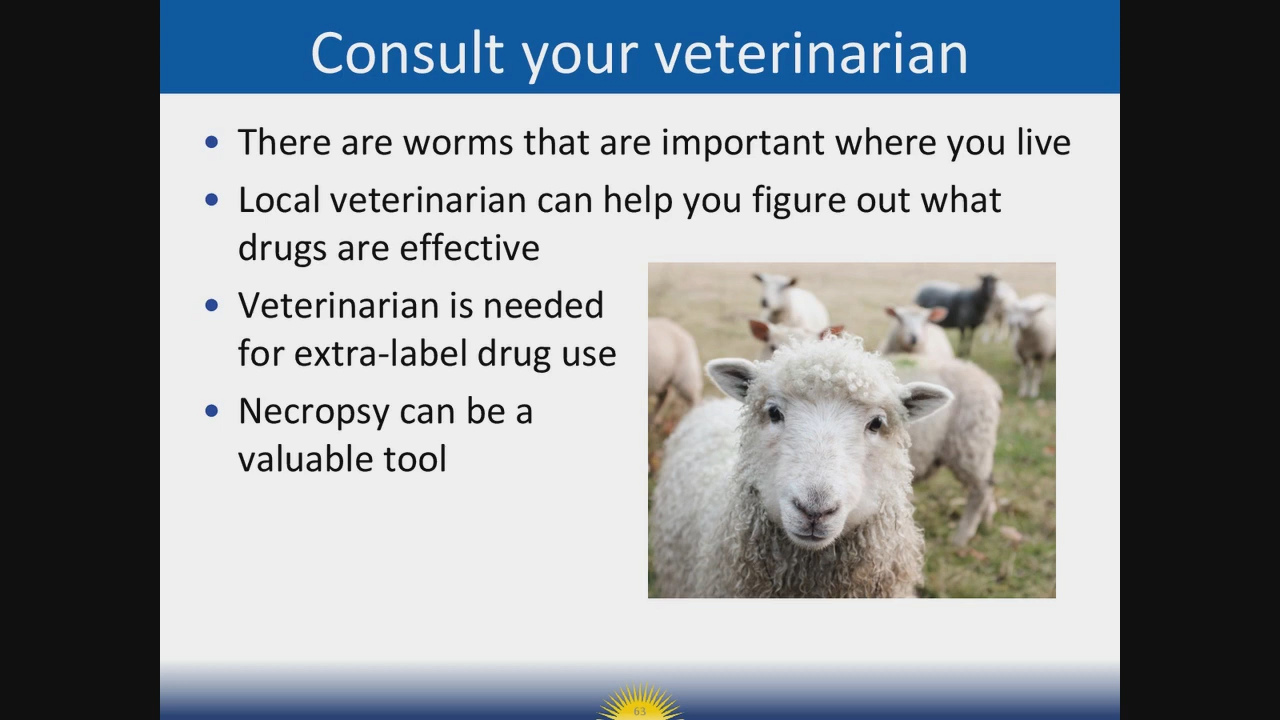 Consult your veterinarian
• There are worms that are important where you live
• Local veterinarian can help you figure out what
drugs are effective
• Veterinarian is needed
for extra-label drug use
• Necropsy can be a
valuable tool
63